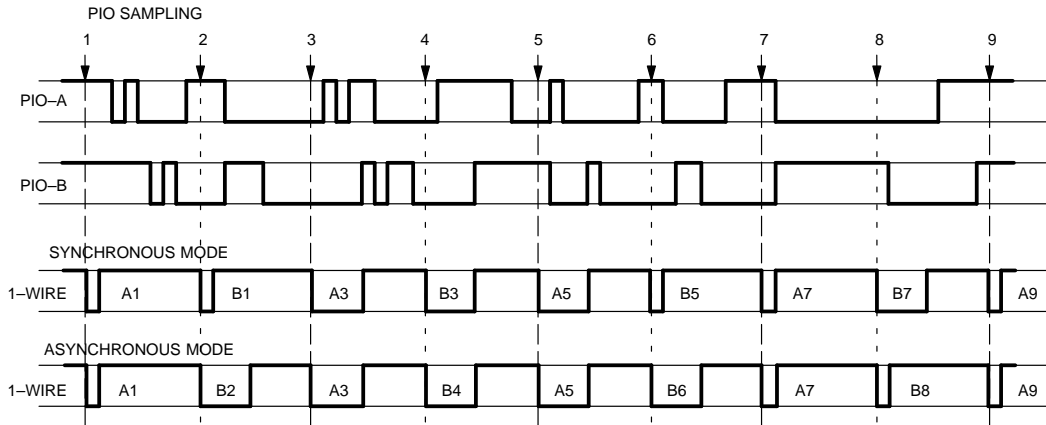 PIO SAMPLING
1 2 3 4 5 6 7 8 9
PIO–A
PIO–B
SYNCHRONOUS MODE
1–WIRE A1 B1 A3 B3 A5 B5 A7 B7 A9
ASYNCHRONOUS MODE
1–WIRE A1 B2 A3 B4 A5 B6 A7 B8 A9